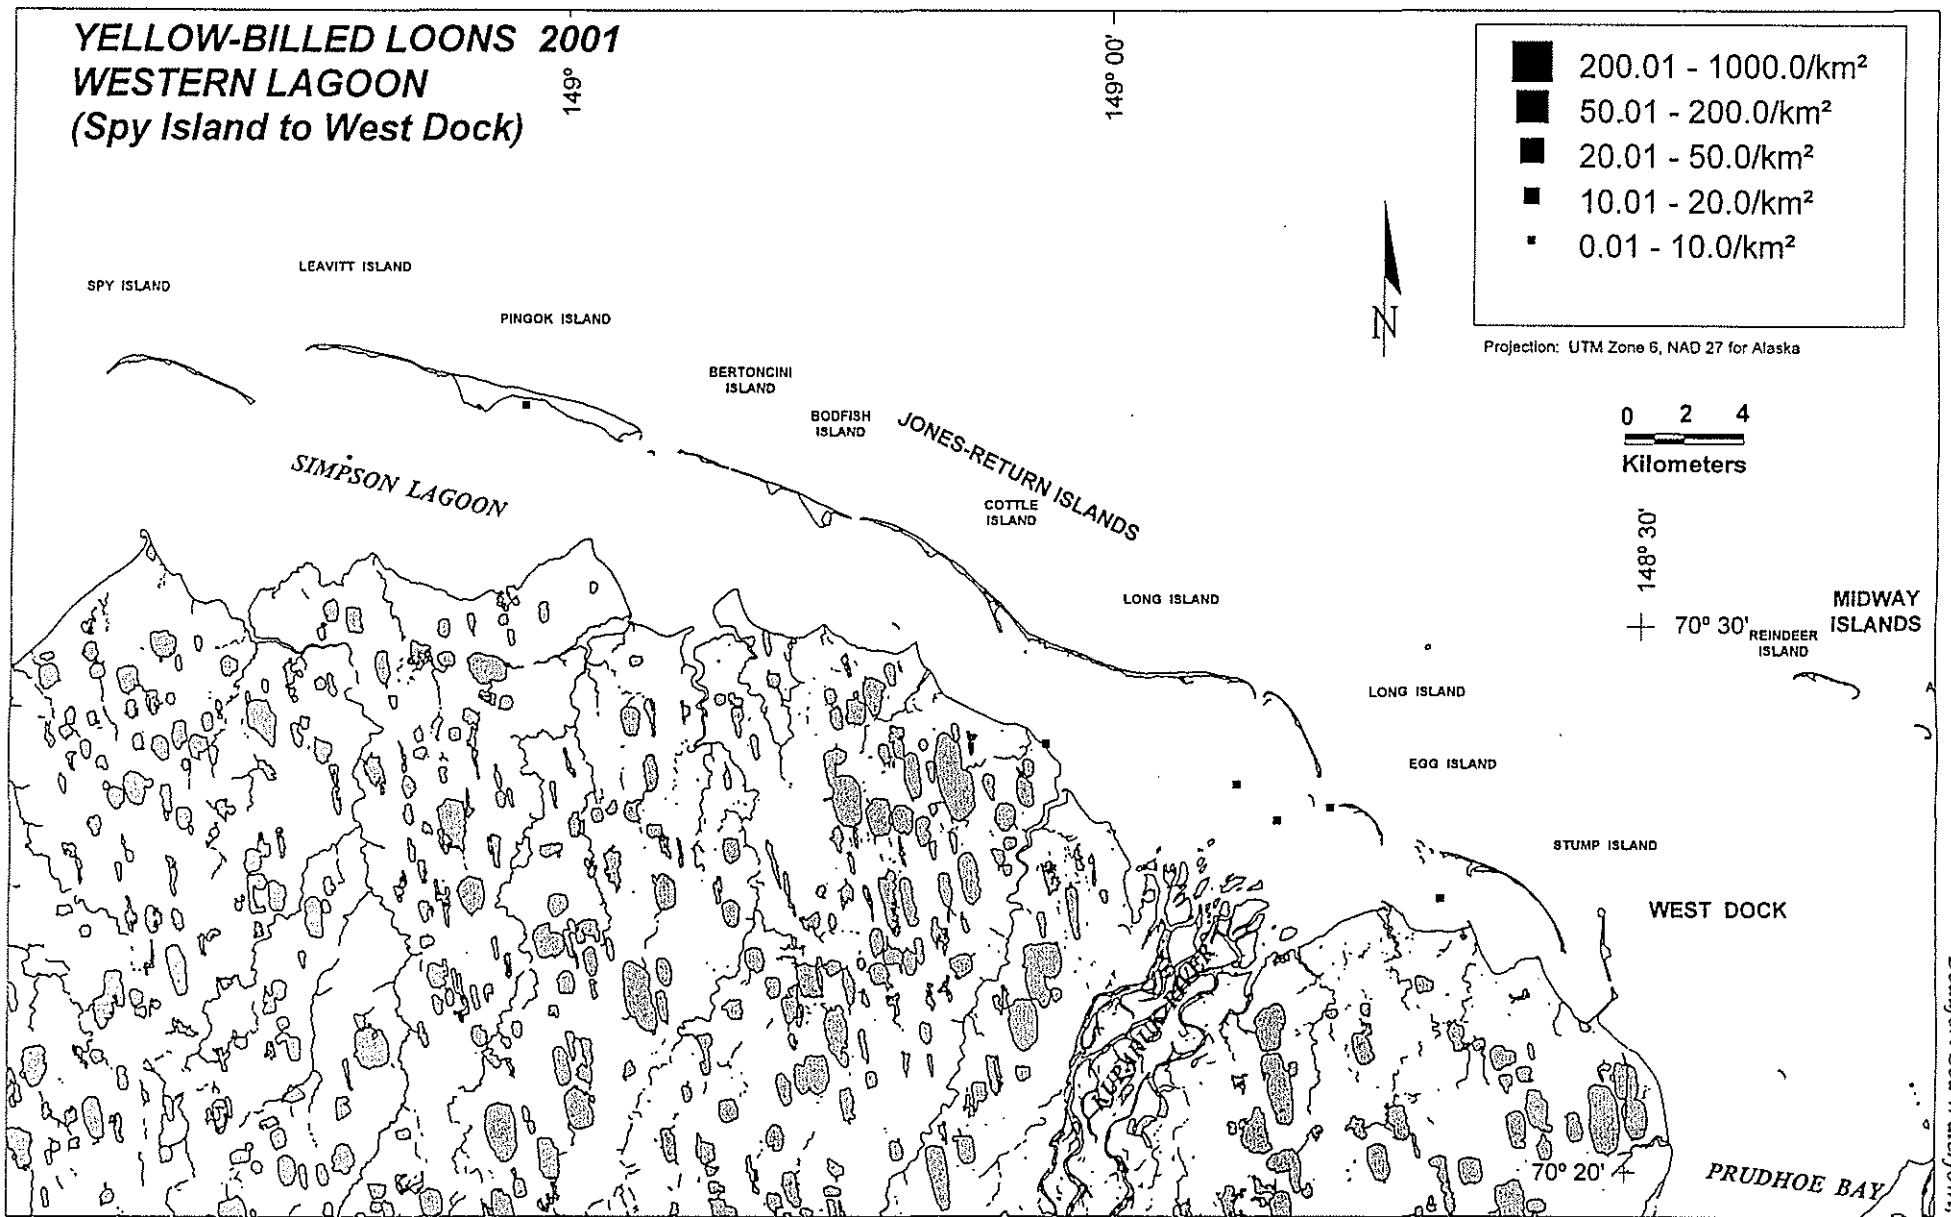 YELLOW-BILLED LOONS 2001
WESTERN LAGOON
(Spy Island to West Dock)
149°
149° 00'
200.01 - 1000.0/km²
50.01 - 200.0/km²
20.01 - 50.0/km²
10.01 - 20.0/km²
0.01 - 10.0/km²
Projection: UTM Zone 6, NAD 27 for Alaska
N
0 2 4
Kilometers
SPY ISLAND
LEAVITT ISLAND
PINGOK ISLAND
BERTONCINI
ISLAND
BODFISH
ISLAND
JONES-RETURN ISLANDS
COTTLE
ISLAND
SIMPSON LAGOON
LONG ISLAND
148° 30'
70° 30'
REINDEER
ISLAND
MIDWAY
ISLANDS
LONG ISLAND
EGG ISLAND
STUMP ISLAND
WEST DOCK
KUPARUK RIVER
70° 20'
PRUDHOE BAY